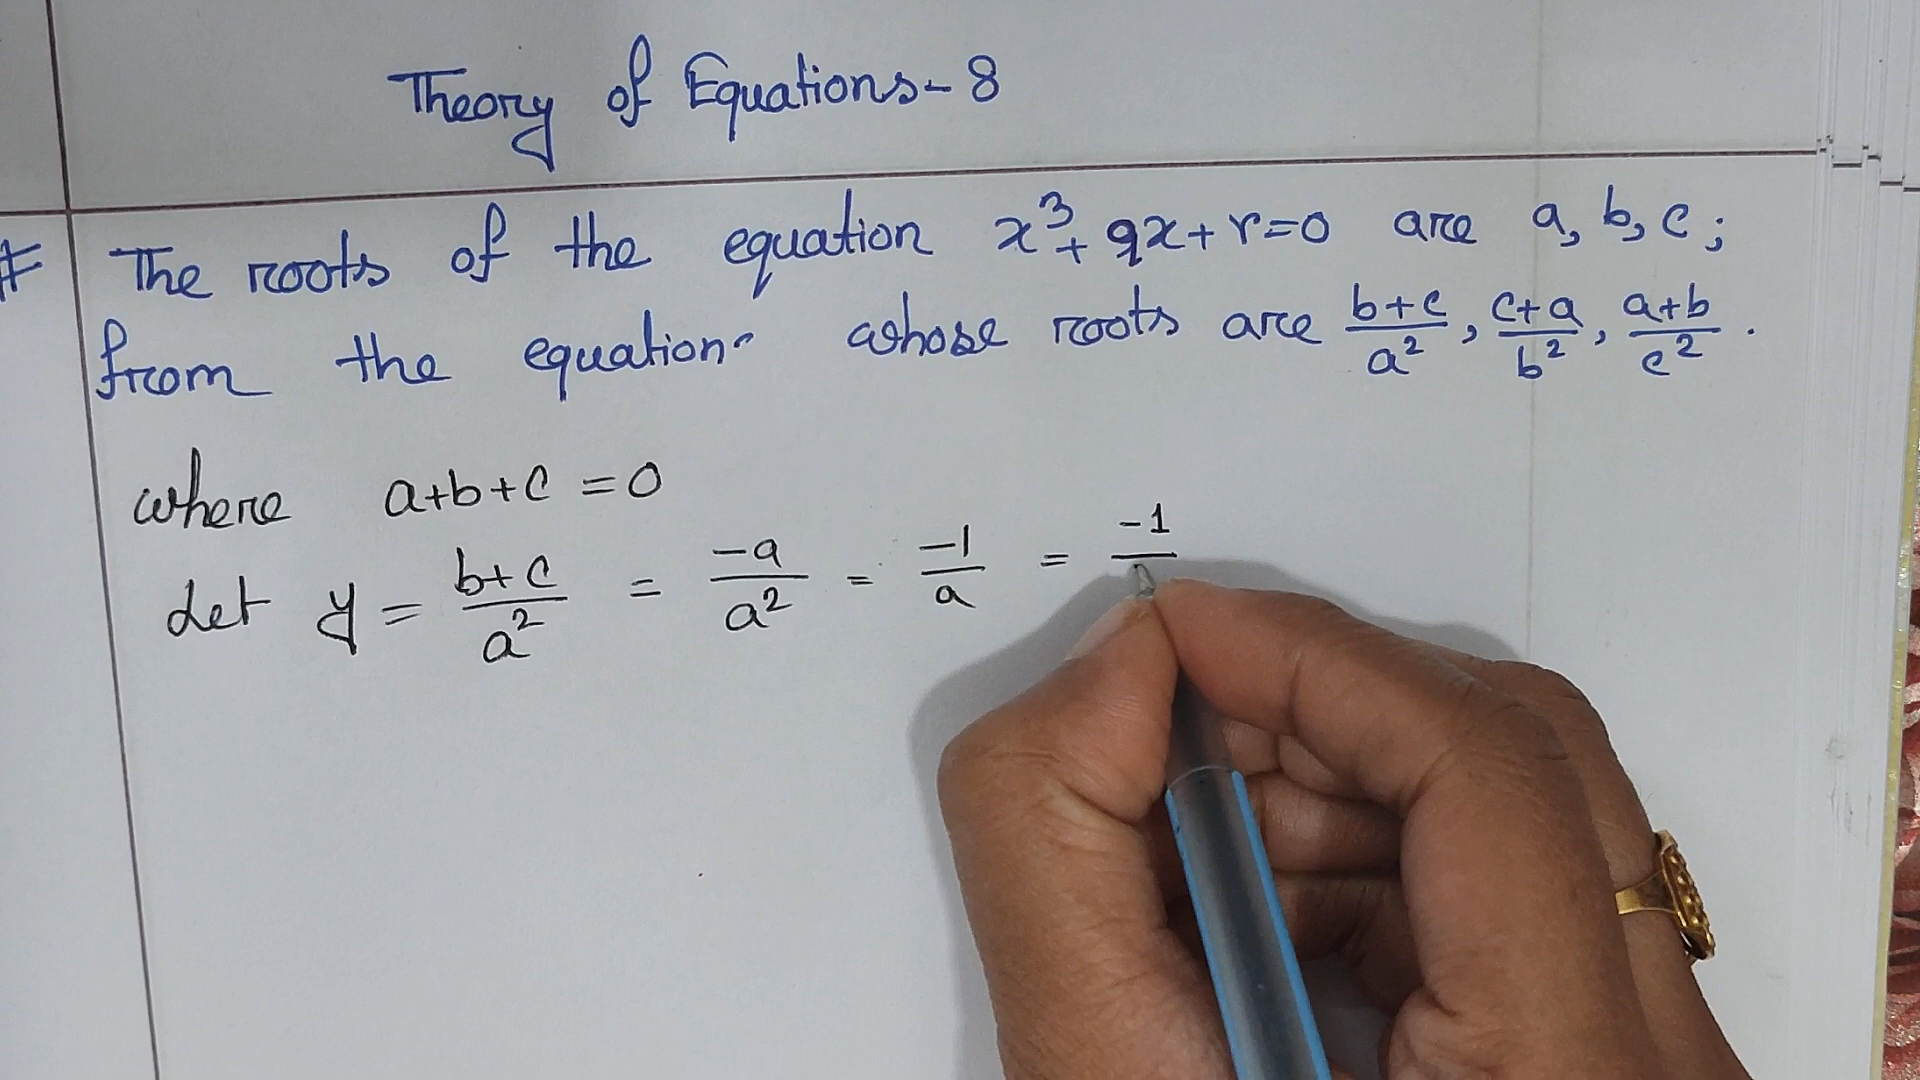 Theory of Equations-8
# The roots of the equation x³ + qx + r = 0 are a, b, c;
from the equation whose roots are (b+c)/a², (c+a)/b², (a+b)/c².
where a+b+c = 0
Let y = (b+c)/a² = -a/a² = -1/a = -1/